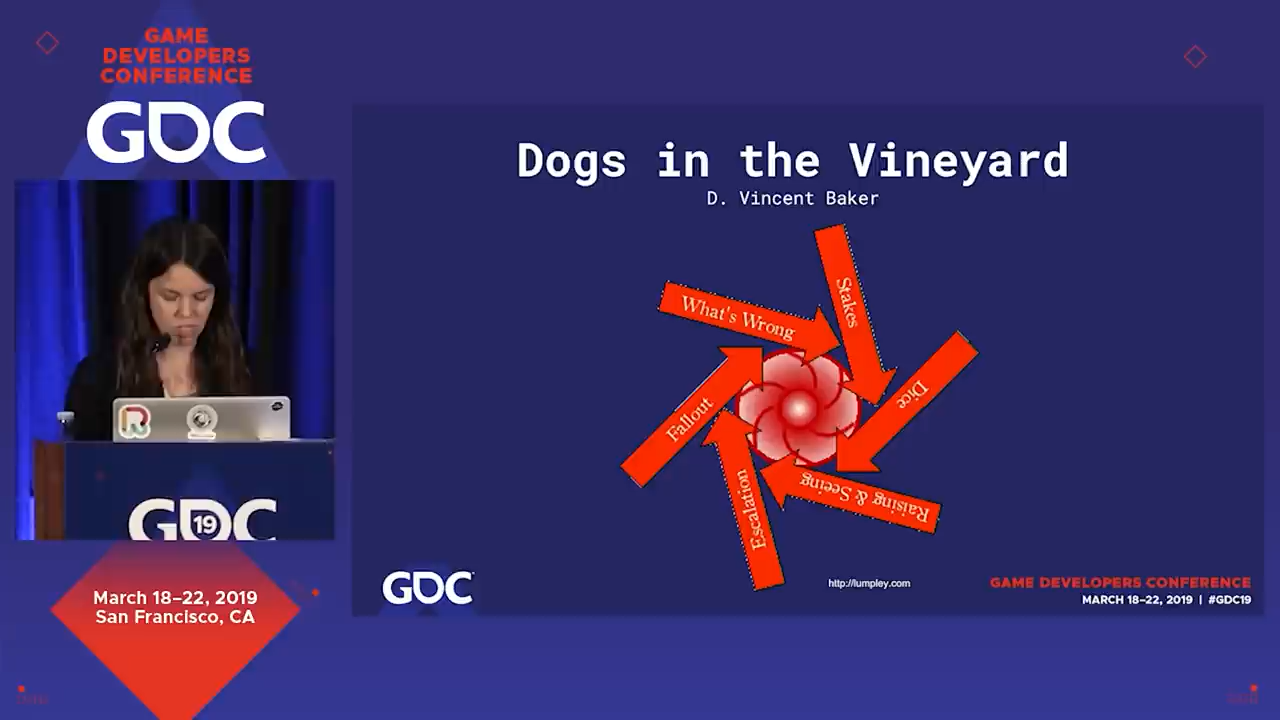 GAME
DEVELOPERS
CONFERENCE
GDC
Dogs in the Vineyard
D. Vincent Baker
What's Wrong
Stakes
Dice
Raising & Seeing
Escalation
Fallout
R
GDC
19
March 18–22, 2019
San Francisco, CA
GDC
http://lumpley.com
GAME DEVELOPERS CONFERENCE
MARCH 18–22, 2019 | #GDC19